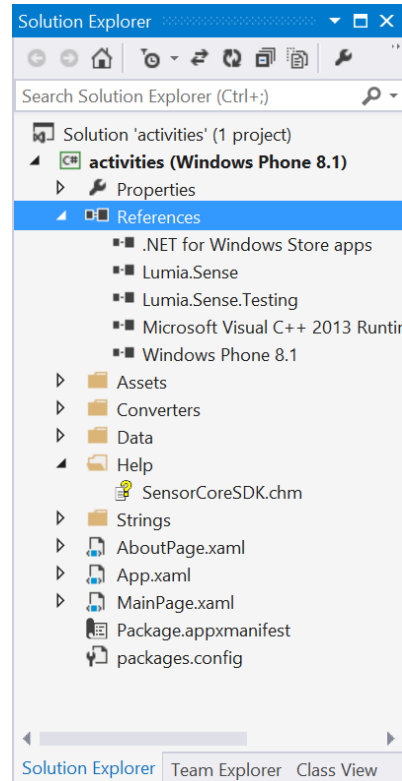 Solution Explorer
Search Solution Explorer (Ctrl+;)
Solution 'activities' (1 project)
C# activities (Windows Phone 8.1)
Properties
References
.NET for Windows Store apps
Lumia.Sense
Lumia.Sense.Testing
Microsoft Visual C++ 2013 Runtir
Windows Phone 8.1
Assets
Converters
Data
Help
SensorCoreSDK.chm
Strings
AboutPage.xaml
App.xaml
MainPage.xaml
Package.appxmanifest
packages.config
Solution Explorer Team Explorer Class View